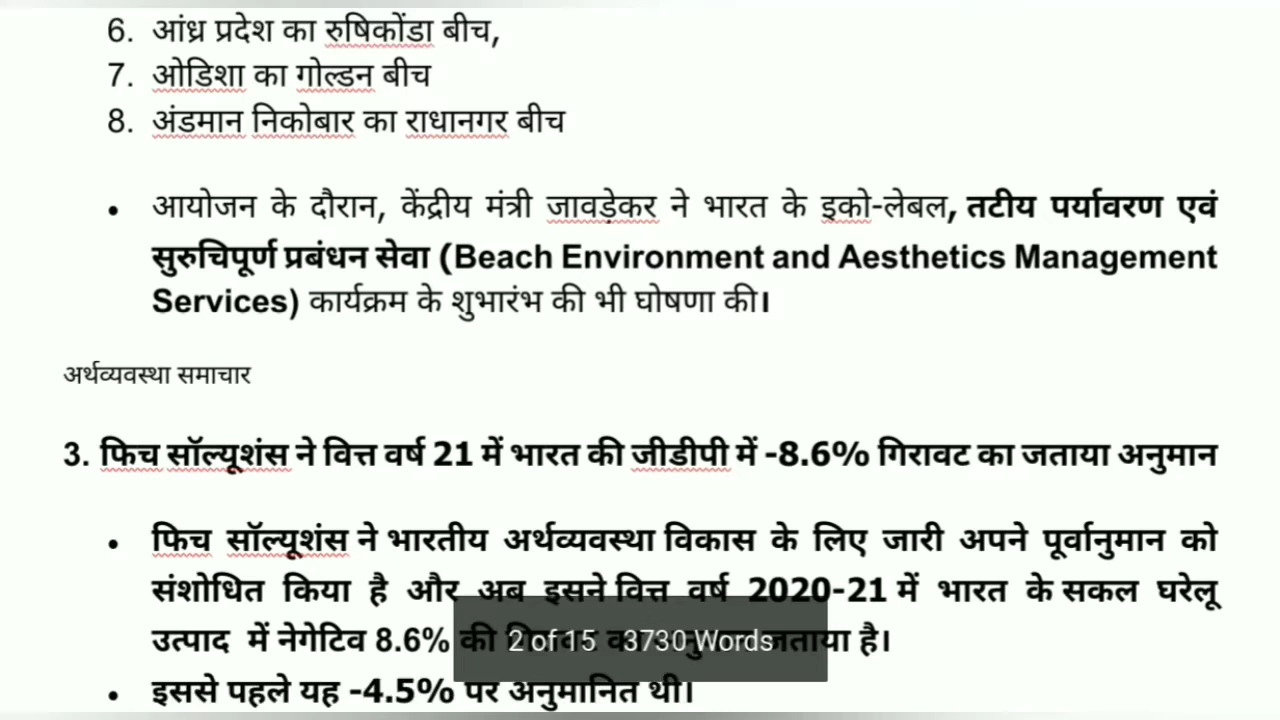 6. आंध्र प्रदेश का रुषिकोंडा बीच,
7. ओडिशा का गोल्डन बीच
8. अंडमान निकोबार का राधानगर बीच
• आयोजन के दौरान, केंद्रीय मंत्री जावड़ेकर ने भारत के इको-लेबल, तटीय पर्यावरण एवं
सुरुचिपूर्ण प्रबंधन सेवा (Beach Environment and Aesthetics Management
Services) कार्यक्रम के शुभारंभ की भी घोषणा की।
अर्थव्यवस्था समाचार
3. फिच सॉल्यूशंस ने वित्त वर्ष 21 में भारत की जीडीपी में -8.6% गिरावट का जताया अनुमान
• फिच सॉल्यूशंस ने भारतीय अर्थव्यवस्था विकास के लिए जारी अपने पूर्वानुमान को
संशोधित किया है और अब इसने वित्त वर्ष 2020-21 में भारत के सकल घरेलू
उत्पाद में नेगेटिव 8.6% की गिरावट का अनुमान जताया है।
2 of 15 3730 Words
• इससे पहले यह -4.5% पर अनुमानित थी।